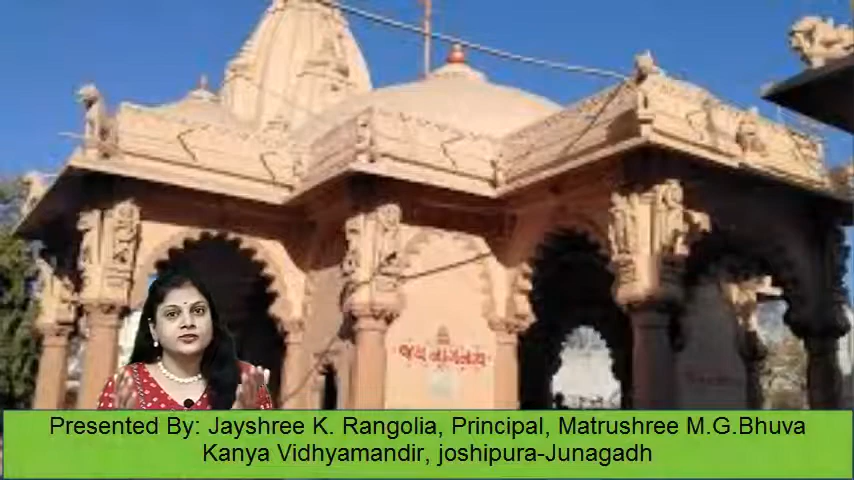 Presented By: Jayshree K. Rangolia, Principal, Matrushree M.G.Bhuva
Kanya Vidhyamandir, joshipura-Junagadh